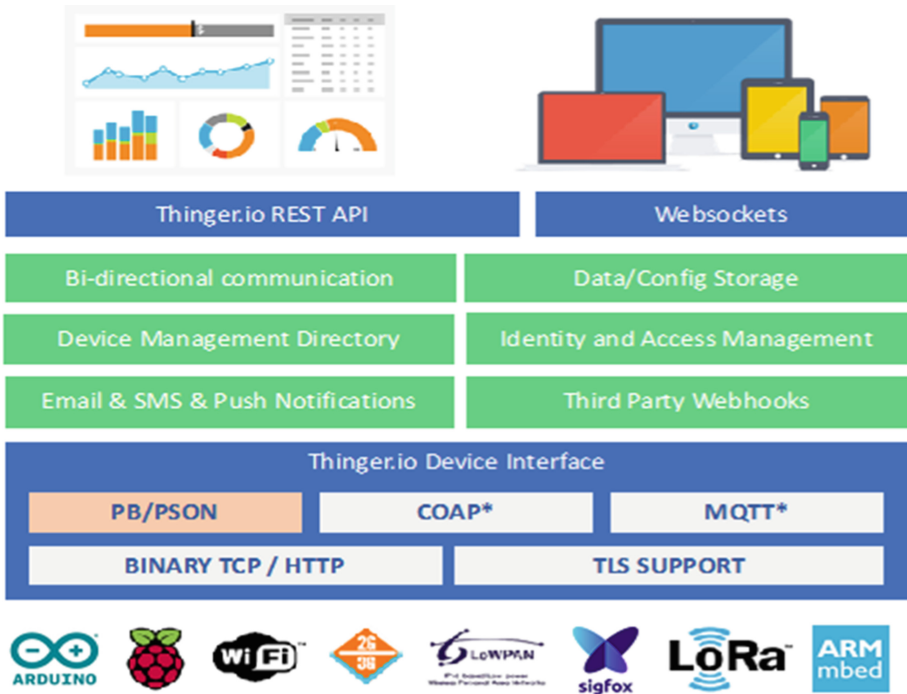 Thinger.io REST API
Websockets
Bi-directional communication
Data/Config Storage
Device Management Directory
Identity and Access Management
Email & SMS & Push Notifications
Third Party Webhooks
Thinger.io Device Interface
PB/PSON
COAP*
MQTT*
BINARY TCP / HTTP
TLS SUPPORT
ARDUINO
WiFi
2G
3G
6LoWPAN
sigfox
LoRa™
ARM
mbed